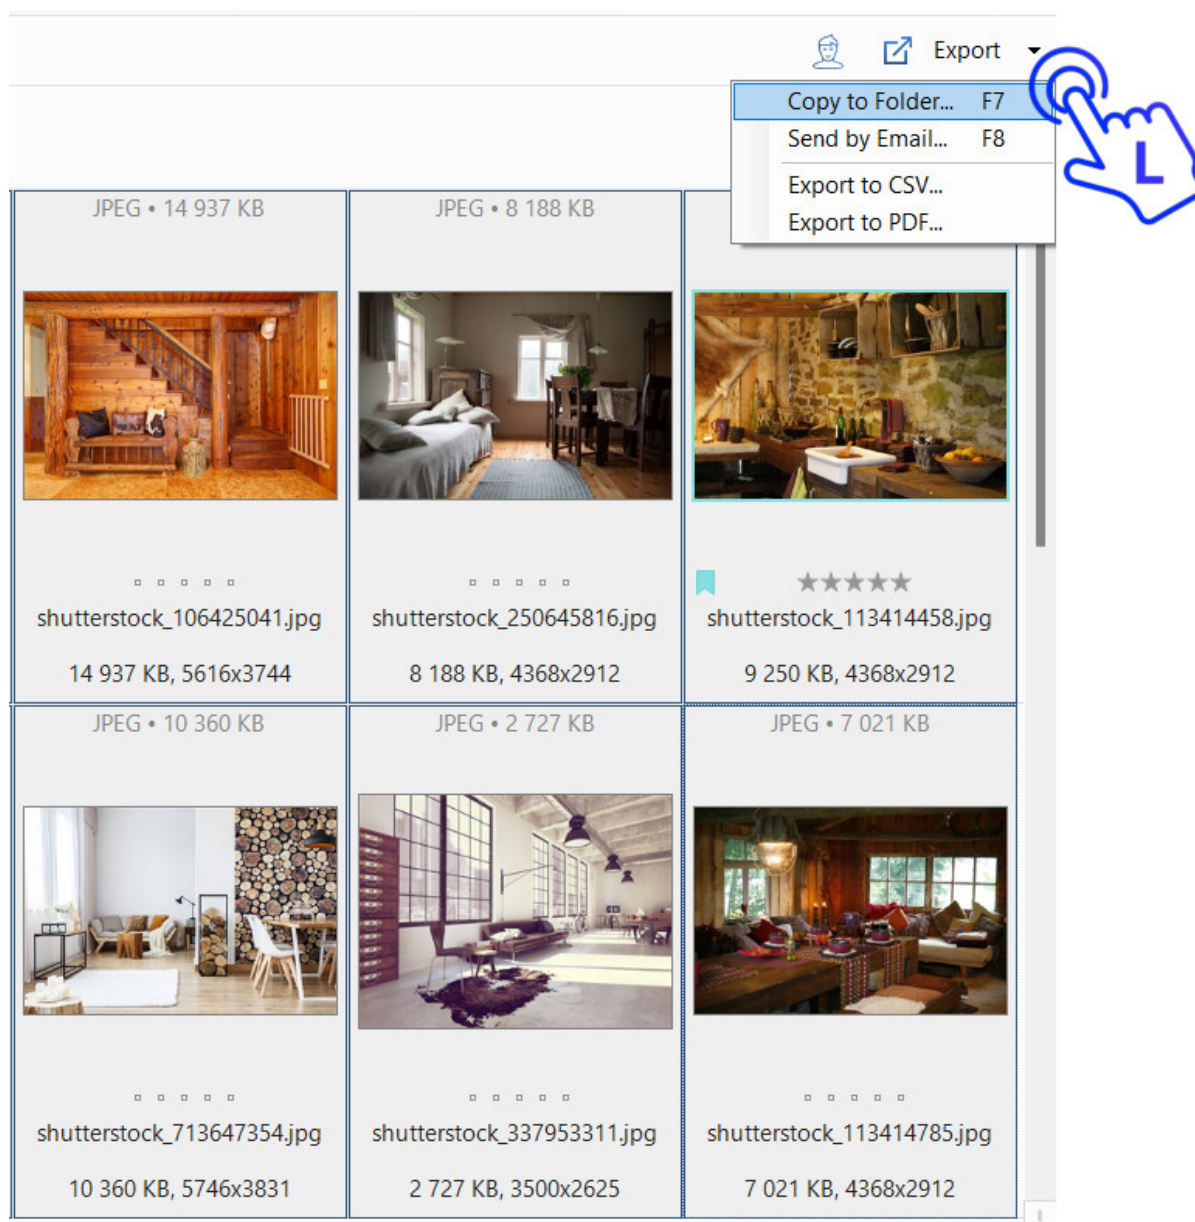 Export
Copy to Folder... F7
Send by Email... F8
Export to CSV...
Export to PDF...
L
JPEG • 14 937 KB JPEG • 8 188 KB
shutterstock_106425041.jpg shutterstock_250645816.jpg shutterstock_113414458.jpg
14 937 KB, 5616x3744 8 188 KB, 4368x2912 9 250 KB, 4368x2912
JPEG • 10 360 KB JPEG • 2 727 KB JPEG • 7 021 KB
shutterstock_713647354.jpg shutterstock_337953311.jpg shutterstock_113414785.jpg
10 360 KB, 5746x3831 2 727 KB, 3500x2625 7 021 KB, 4368x2912